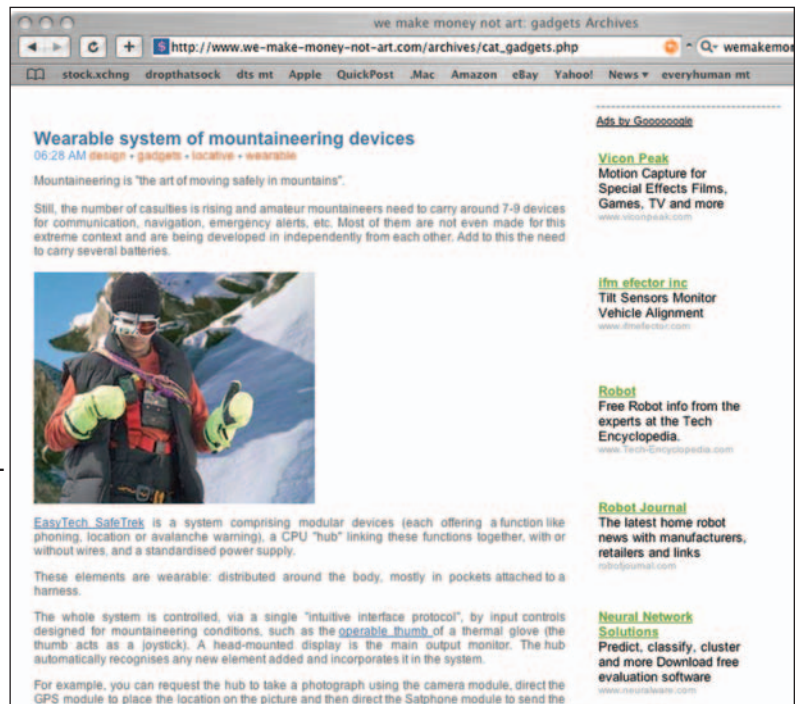 we make money not art: gadgets Archives
http://www.we-make-money-not-art.com/archives/cat_gadgets.php
wemakemor
stock.xchng dropthatsock dts mt Apple QuickPost .Mac Amazon eBay Yahoo! News everyhuman mt
Wearable system of mountaineering devices
06:28 AM design • gadgets • locative • wearable
Mountaineering is "the art of moving safely in mountains".
Still, the number of casulties is rising and amateur mountaineers need to carry around 7-9 devices
for communication, navigation, emergency alerts, etc. Most of them are not even made for this
extreme context and are being developed in independently from each other. Add to this the need
to carry several batteries.
EasyTech SafeTrek is a system comprising modular devices (each offering a function like
phoning, location or avalanche warning), a CPU "hub" linking these functions together, with or
without wires, and a standardised power supply.
These elements are wearable: distributed around the body, mostly in pockets attached to a
harness.
The whole system is controlled, via a single "intuitive interface protocol", by input controls
designed for mountaineering conditions, such as the operable thumb of a thermal glove (the
thumb acts as a joystick). A head-mounted display is the main output monitor. The hub
automatically recognises any new element added and incorporates it in the system.
For example, you can request the hub to take a photograph using the camera module, direct the
GPS module to place the location on the picture and then direct the Satphone module to send the
Ads by Goooooogle
Vicon Peak
Motion Capture for
Special Effects Films,
Games, TV and more
www.viconpeak.com
ifm efector inc
Tilt Sensors Monitor
Vehicle Alignment
www.ifmefector.com
Robot
Free Robot info from the
experts at the Tech
Encyclopedia.
www.Tech-Encyclopedia.com
Robot Journal
The latest home robot
news with manufacturers,
retailers and links
Neural Network
Solutions
Predict, classify, cluster
and more Download free
evaluation software
www.neuralware.com